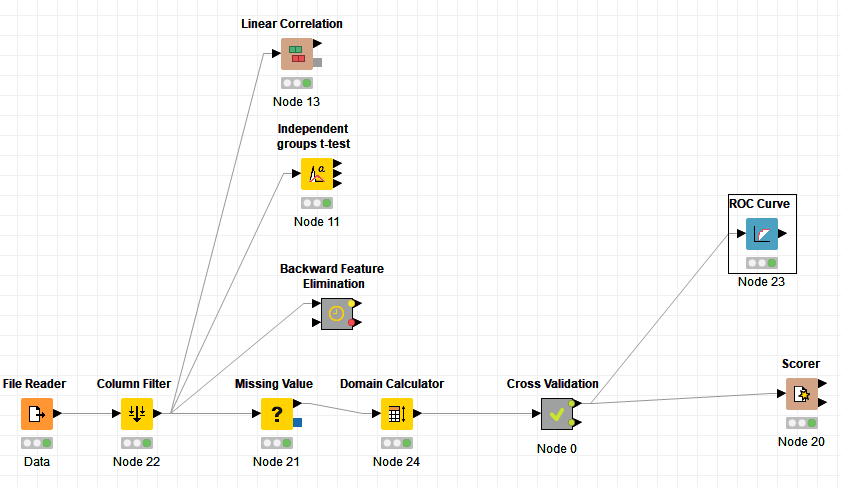 Linear Correlation
Node 13
Independent
groups t-test
Node 11
Backward Feature
Elimination
ROC Curve
Node 23
File Reader
Data
Column Filter
Node 22
Missing Value
?
Node 21
Domain Calculator
Node 24
Cross Validation
Node 0
Scorer
Node 20